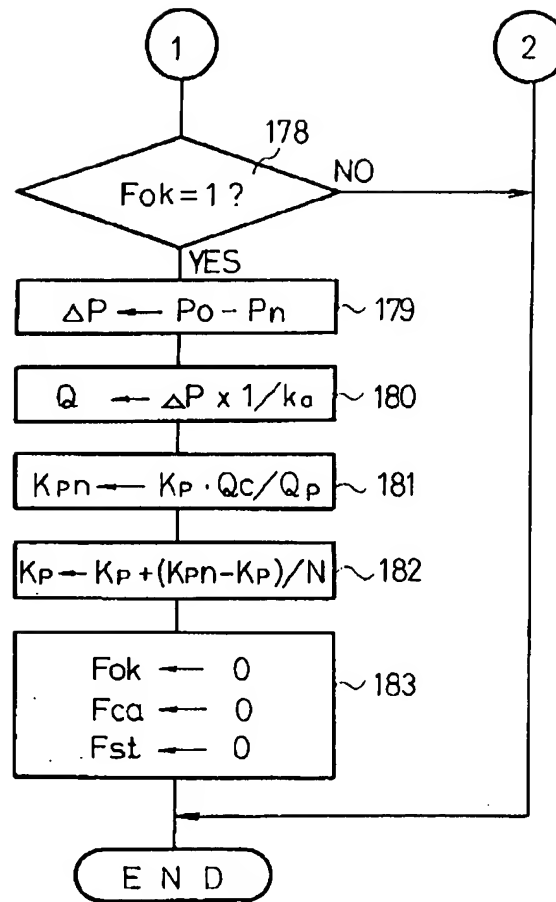 1 2
178
Fok=1? NO
YES
ΔP ← Po - Pn 179
Q ← ΔP x 1/ka 180
KPn ← KP · Qc/QP 181
KP ← KP + (KPn-KP)/N 182
Fok ← 0
Fca ← 0 183
Fst ← 0
END